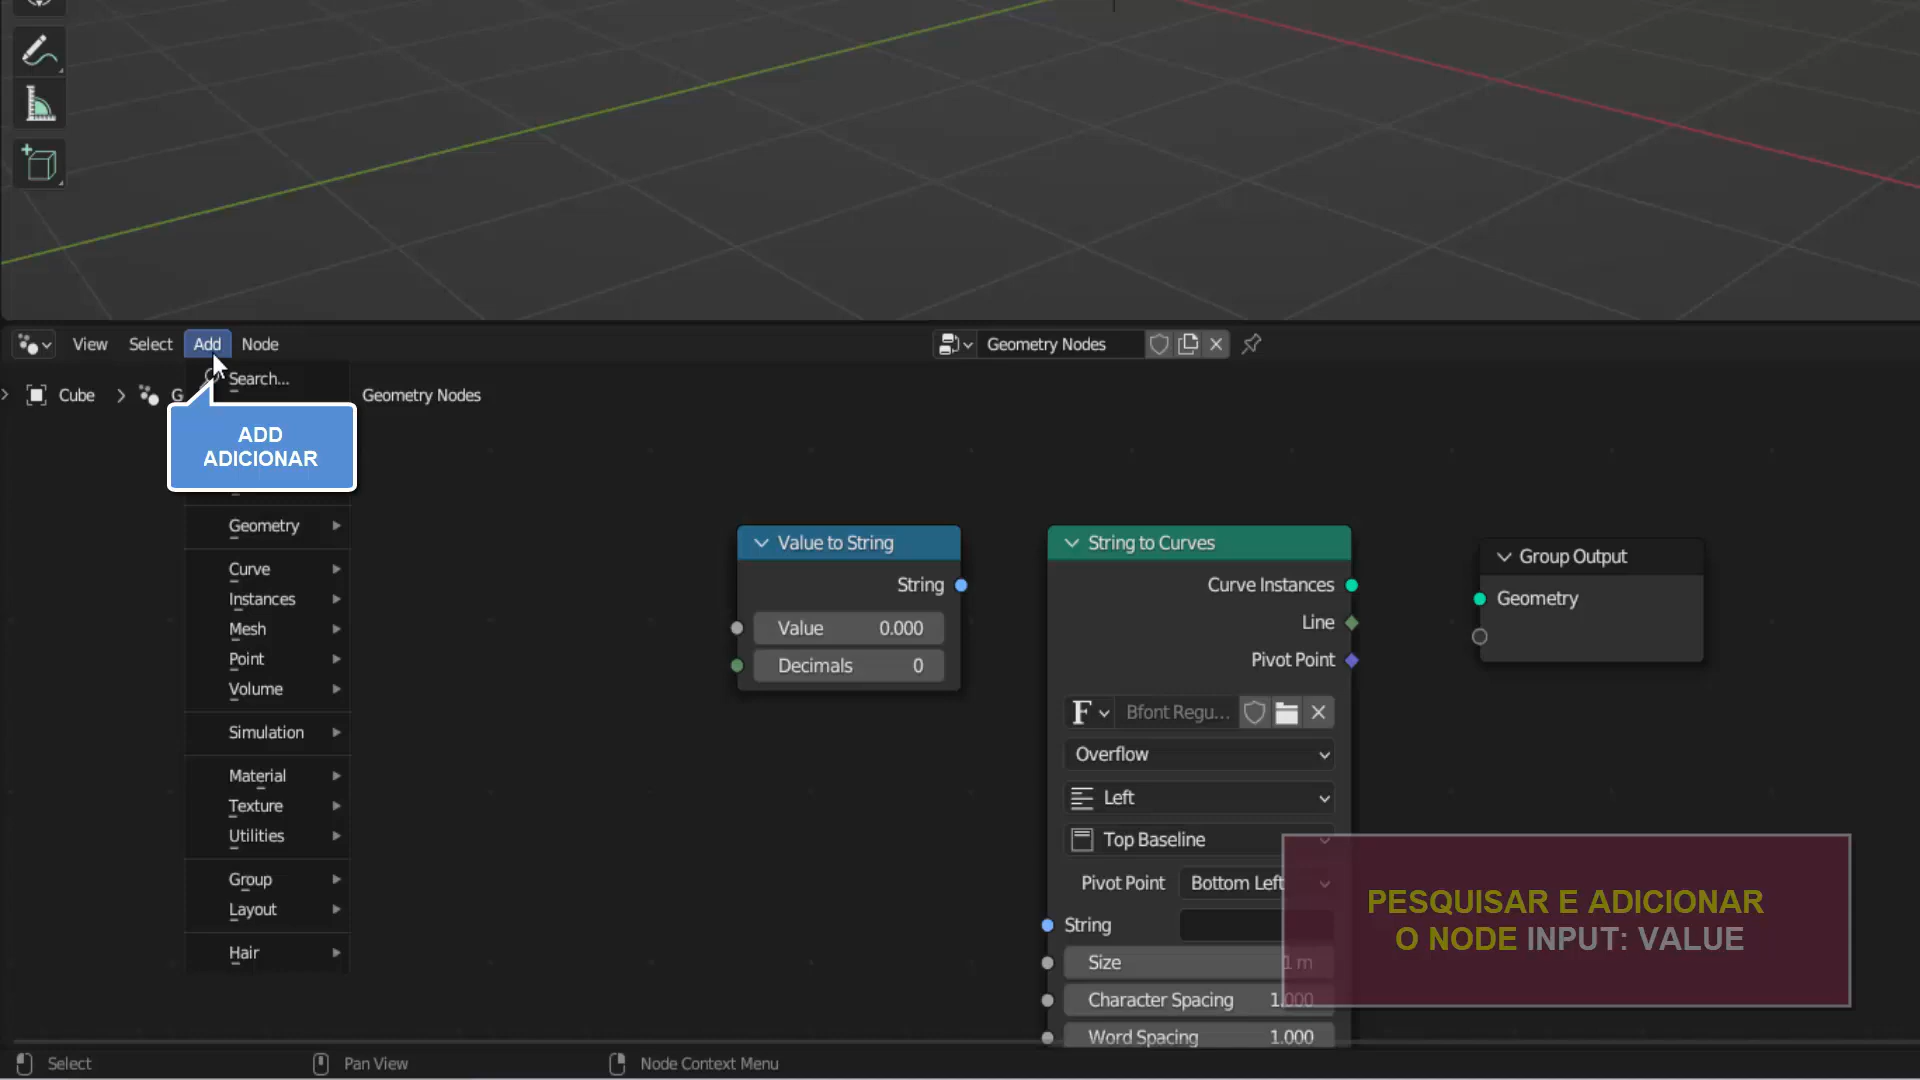 View Select Add Node
Geometry Nodes
Search...
Cube G
Geometry Nodes
ADD
ADICIONAR
Geometry
Curve
Instances
Mesh
Point
Volume
Simulation
Material
Texture
Utilities
Group
Layout
Hair
Value to String
String
Value 0.000
Decimals 0
String to Curves
Curve Instances
Line
Pivot Point
F Bfont Regu...
Overflow
Left
Top Baseline
Pivot Point Bottom Left
String
Size 1 m
Character Spacing 1.000
Word Spacing 1.000
Group Output
Geometry
PESQUISAR E ADICIONAR
O NODE INPUT: VALUE
Select Pan View Node Context Menu